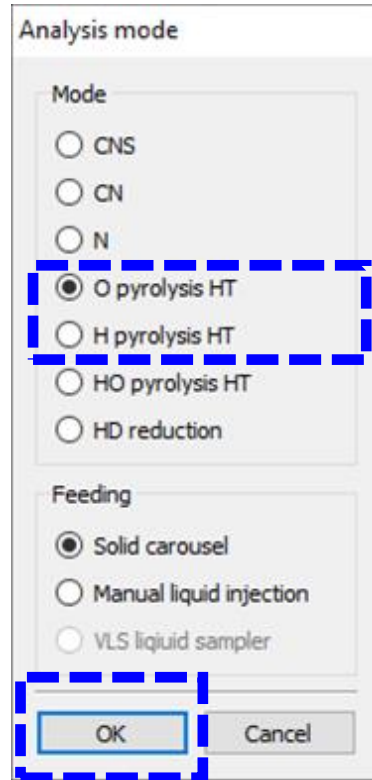 Analysis mode
Mode
CNS
CN
N
O pyrolysis HT
H pyrolysis HT
HO pyrolysis HT
HD reduction
Feeding
Solid carousel
Manual liquid injection
VLS liqiuid sampler
OK Cancel